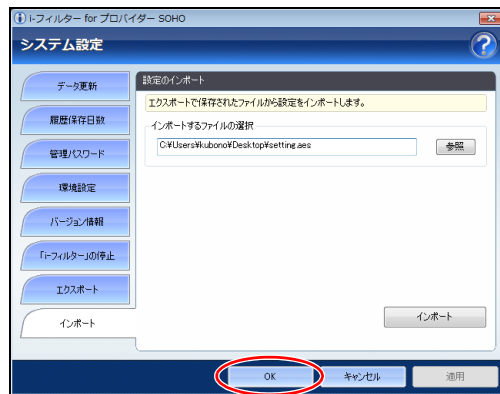 i-フィルター for プロバイダー SOHO
システム設定
?
データ更新
履歴保存日数
管理パスワード
環境設定
バージョン情報
「i-フィルター」の停止
エクスポート
インポート
設定のインポート
エクスポートで保存されたファイルから設定をインポートします。
インポートするファイルの選択
C:¥Users¥kubono¥Desktop¥setting.aes
参照
インポート
OK
キャンセル
適用